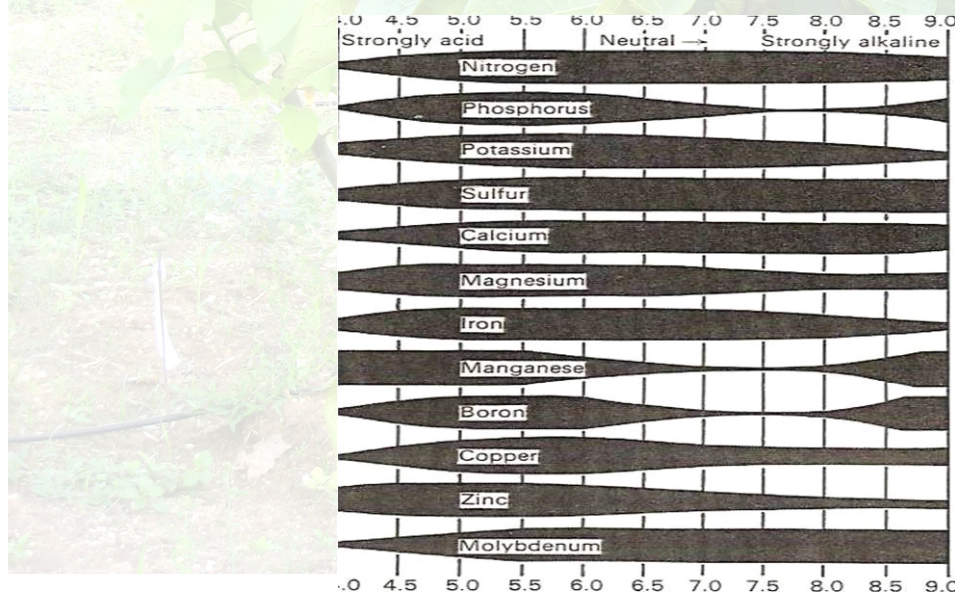 .0 4.5 5.0 5.5 6.0 6.5 7.0 7.5 8.0 8.5 9.0
Strongly acid Neutral → Strongly alkaline
Nitrogen
Phosphorus
Potassium
Sulfur
Calcium
Magnesium
Iron
Manganese
Boron
Copper
Zinc
Molybdenum
.0 4.5 5.0 5.5 6.0 6.5 7.0 7.5 8.0 8.5 9.0